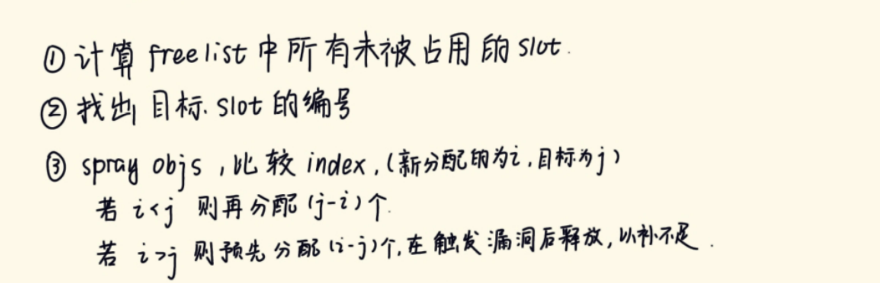 ① 计算 freelist 中所有未被占用的 slot.
② 找出目标 slot 的编号
③ spray objs，比较 index，(新分配的为 i，目标为 j)
若 i<j 则再分配 (j-i) 个.
若 i>j 则预先分配 (i-j) 个，在触发漏洞后释放，以补不足.